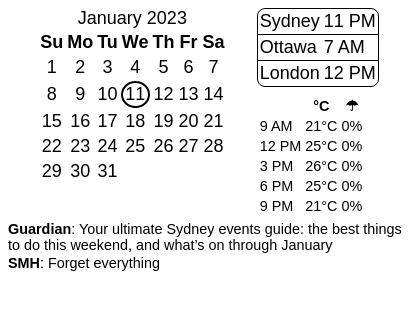 January 2023
Su Mo Tu We Th Fr Sa
1 2 3 4 5 6 7
8 9 10 11 12 13 14
15 16 17 18 19 20 21
22 23 24 25 26 27 28
29 30 31
Sydney 11 PM
Ottawa 7 AM
London 12 PM
°C ☂
9 AM 21°C 0%
12 PM 25°C 0%
3 PM 26°C 0%
6 PM 25°C 0%
9 PM 21°C 0%
Guardian: Your ultimate Sydney events guide: the best things
to do this weekend, and what’s on through January
SMH: Forget everything